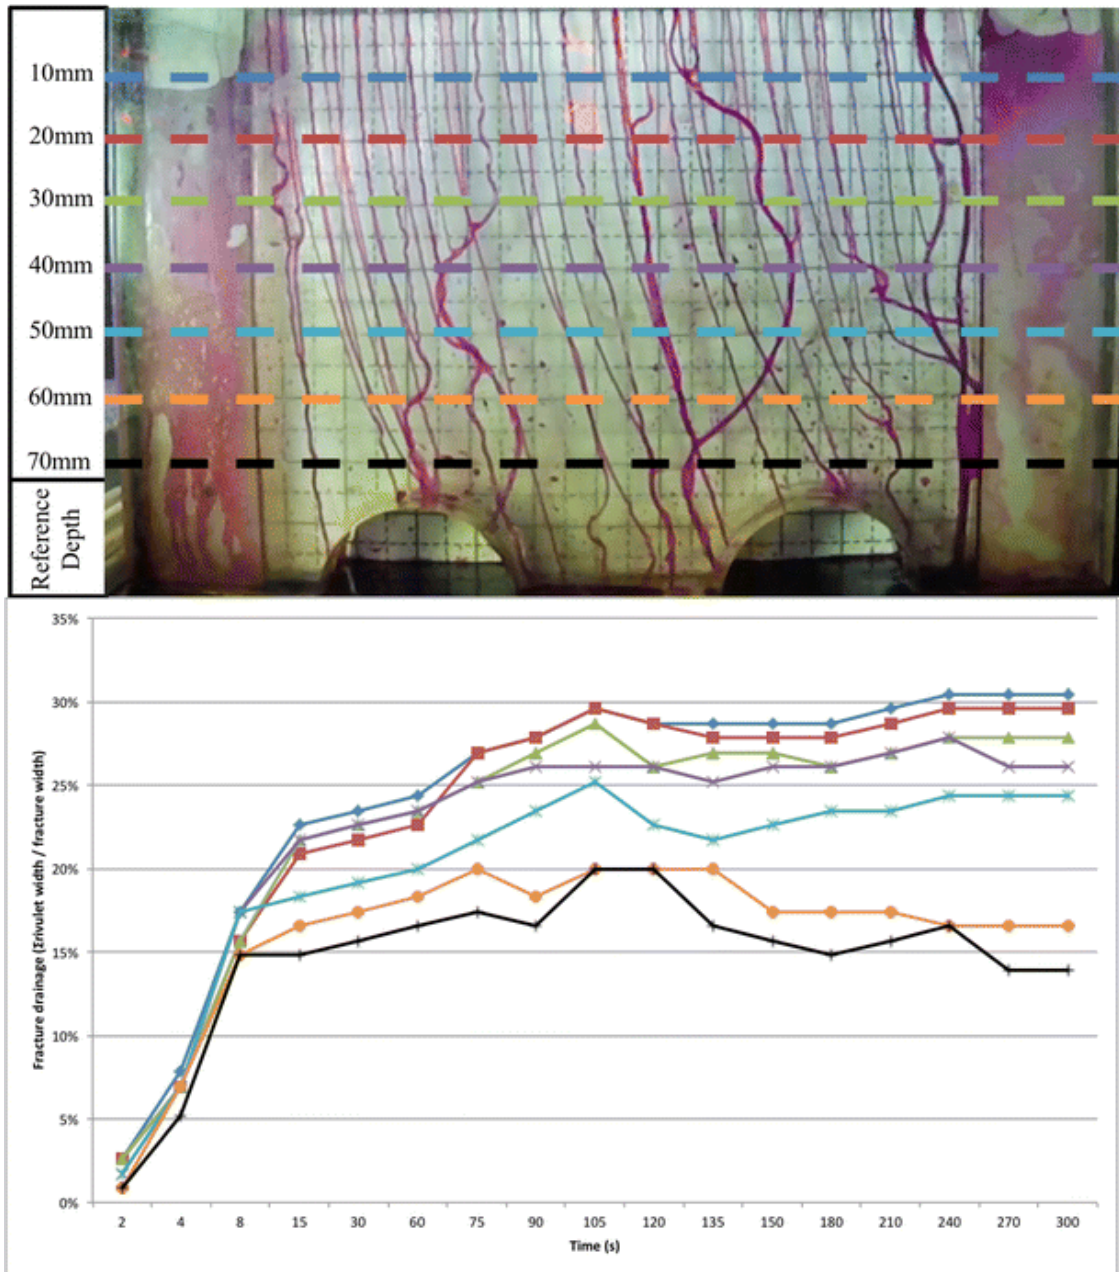 10mm
20mm
30mm
40mm
50mm
60mm
70mm
Reference
Depth
35%
30%
25%
20%
15%
10%
5%
0%
Fracture drainage (Σrivulet width / fracture width)
2 4 8 15 30 60 75 90 105 120 135 150 180 210 240 270 300
Time (s)